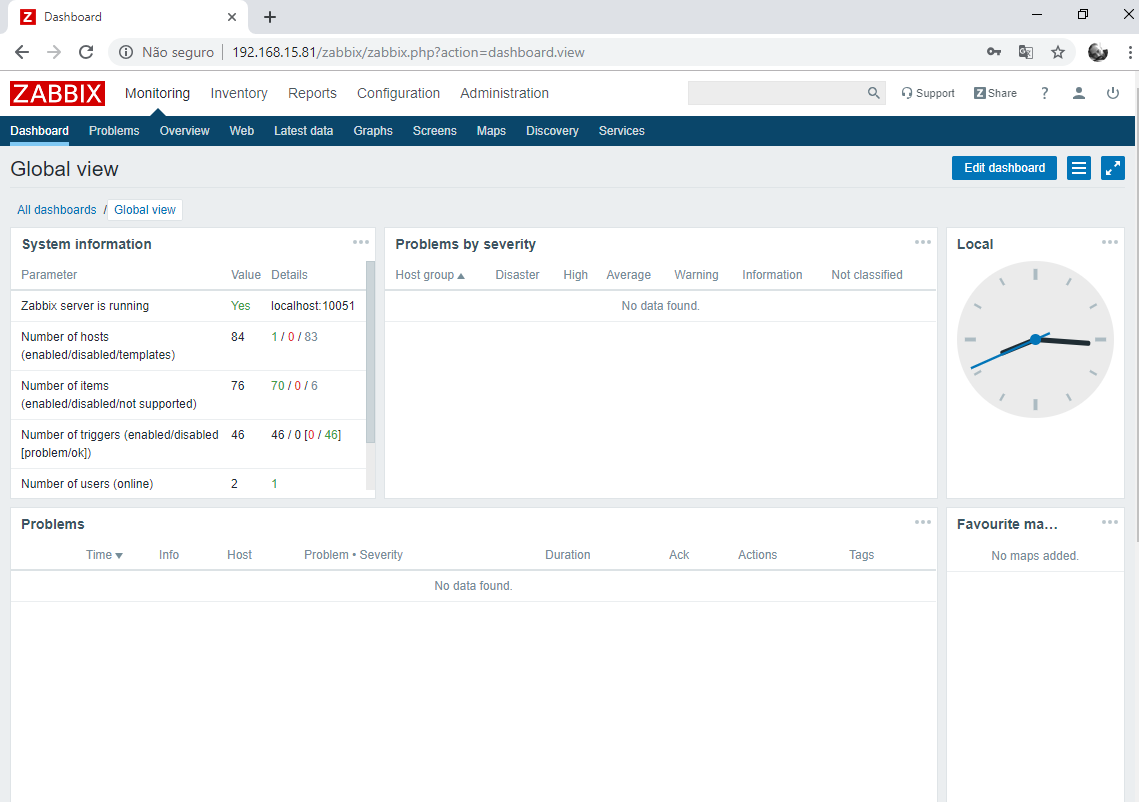 Z Dashboard
Não seguro 192.168.15.81/zabbix/zabbix.php?action=dashboard.view
ZABBIX Monitoring Inventory Reports Configuration Administration Support Z Share ?
Dashboard Problems Overview Web Latest data Graphs Screens Maps Discovery Services
Global view Edit dashboard
All dashboards / Global view
System information
Parameter Value Details
Zabbix server is running Yes localhost:10051
Number of hosts 84 1 / 0 / 83
(enabled/disabled/templates)
Number of items 76 70 / 0 / 6
(enabled/disabled/not supported)
Number of triggers (enabled/disabled 46 46 / 0 [0 / 46]
[problem/ok])
Number of users (online) 2 1
Problems by severity
Host group Disaster High Average Warning Information Not classified
No data found.
Local
Problems
Time Info Host Problem • Severity Duration Ack Actions Tags
No data found.
Favourite ma...
No maps added.